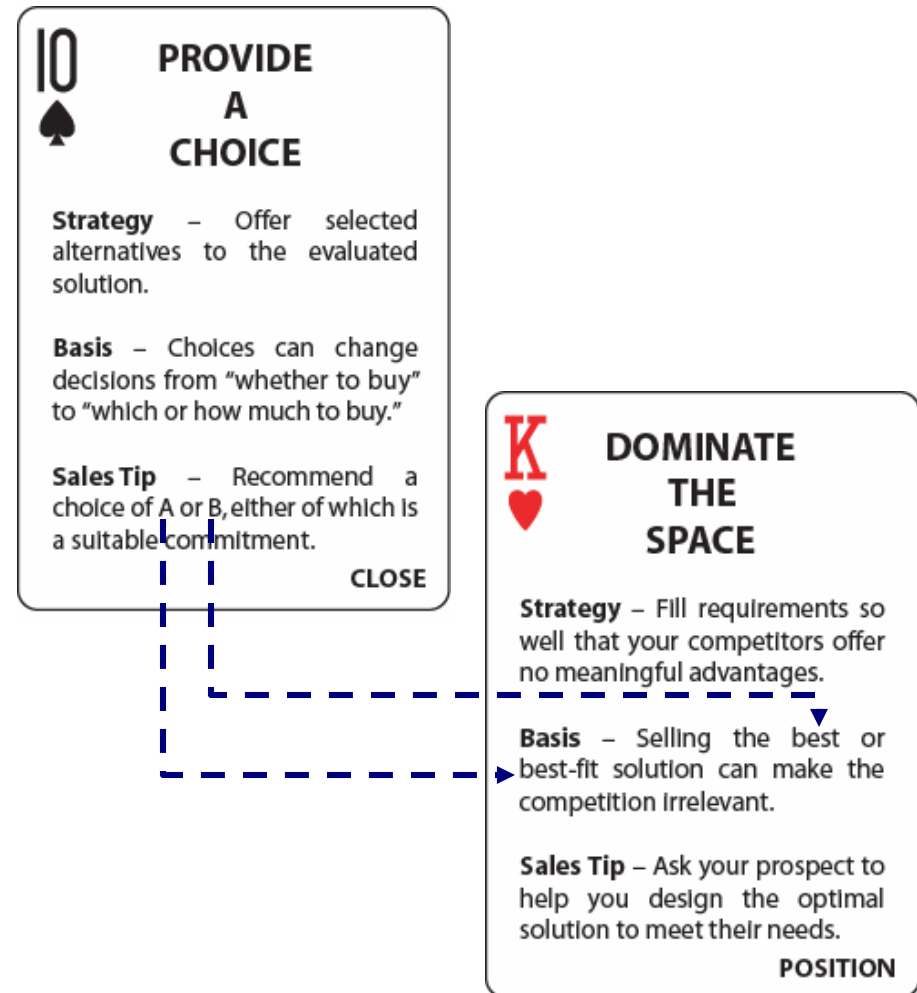 10
PROVIDE
A
CHOICE
Strategy – Offer selected
alternatives to the evaluated
solution.
Basis – Choices can change
decisions from “whether to buy”
to “which or how much to buy.”
Sales Tip – Recommend a
choice of A or B, either of which is
a suitable commitment.
CLOSE
K
DOMINATE
THE
SPACE
Strategy – Fill requirements so
well that your competitors offer
no meaningful advantages.
Basis – Selling the best or
best-fit solution can make the
competition irrelevant.
Sales Tip – Ask your prospect to
help you design the optimal
solution to meet their needs.
POSITION